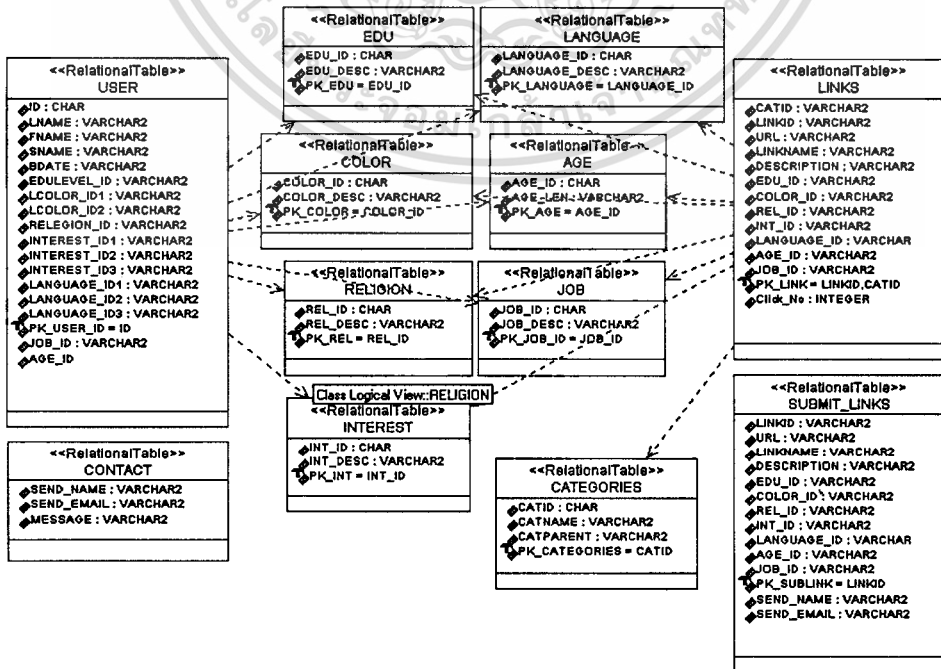 <<RelationalTable>>
EDU
EDU_ID : CHAR
EDU_DESC : VARCHAR2
PK_EDU = EDU_ID
<<RelationalTable>>
LANGUAGE
LANGUAGE_ID : CHAR
LANGUAGE_DESC : VARCHAR2
PK_LANGUAGE = LANGUAGE_ID
<<RelationalTable>>
USER
ID : CHAR
LNAME : VARCHAR2
FNAME : VARCHAR2
SNAME : VARCHAR2
BDATE : VARCHAR2
EDULEVEL_ID : VARCHAR2
LCOLOR_ID1 : VARCHAR2
LCOLOR_ID2 : VARCHAR2
RELEGION_ID : VARCHAR2
INTEREST_ID1 : VARCHAR2
INTEREST_ID2 : VARCHAR2
INTEREST_ID3 : VARCHAR2
LANGUAGE_ID1 : VARCHAR2
LANGUAGE_ID2 : VARCHAR2
LANGUAGE_ID3 : VARCHAR2
PK_USER_ID = ID
JOB_ID : VARCHAR2
AGE_ID
<<RelationalTable>>
COLOR
COLOR_ID : CHAR
COLOR_DESC : VARCHAR2
PK_COLOR = COLOR_ID
<<RelationalTable>>
AGE
AGE_ID : CHAR
AGE_LEN : VARCHAR2
PK_AGE = AGE_ID
<<RelationalTable>>
LINKS
CATID : CHAR
LINKID : VARCHAR2
URL : VARCHAR2
LINKNAME : VARCHAR2
DESCRIPTION : VARCHAR2
EDU_ID : VARCHAR2
COLOR_ID : VARCHAR2
REL_ID : VARCHAR2
INT_ID : VARCHAR2
LANGUAGE_ID : VARCHAR
AGE_ID : VARCHAR2
JOB_ID : VARCHAR2
PK_LINK = LINKID,CATID
Click_No : INTEGER
<<RelationalTable>>
RELIGION
REL_ID : CHAR
REL_DESC : VARCHAR2
PK_REL = REL_ID
<<RelationalTable>>
JOB
JOB_ID : CHAR
JOB_DESC : VARCHAR2
PK_JOB_ID = JOB_ID
Class Logical View::RELIGION
INTEREST
INT_ID : CHAR
INT_DESC : VARCHAR2
PK_INT = INT_ID
<<RelationalTable>>
CONTACT
SEND_NAME : VARCHAR2
SEND_EMAIL : VARCHAR2
MESSAGE : VARCHAR2
<<RelationalTable>>
CATEGORIES
CATID : CHAR
CATNAME : VARCHAR2
CATPARENT : VARCHAR2
PK_CATEGORIES = CATID
<<RelationalTable>>
SUBMIT_LINKS
LINKID : VARCHAR2
URL : VARCHAR2
LINKNAME : VARCHAR2
DESCRIPTION : VARCHAR2
EDU_ID : VARCHAR2
COLOR_ID : VARCHAR2
REL_ID : VARCHAR2
INT_ID : VARCHAR2
LANGUAGE_ID : VARCHAR
AGE_ID : VARCHAR2
JOB_ID : VARCHAR2
PK_SUBLINK = LINKID
SEND_NAME : VARCHAR2
SEND_EMAIL : VARCHAR2